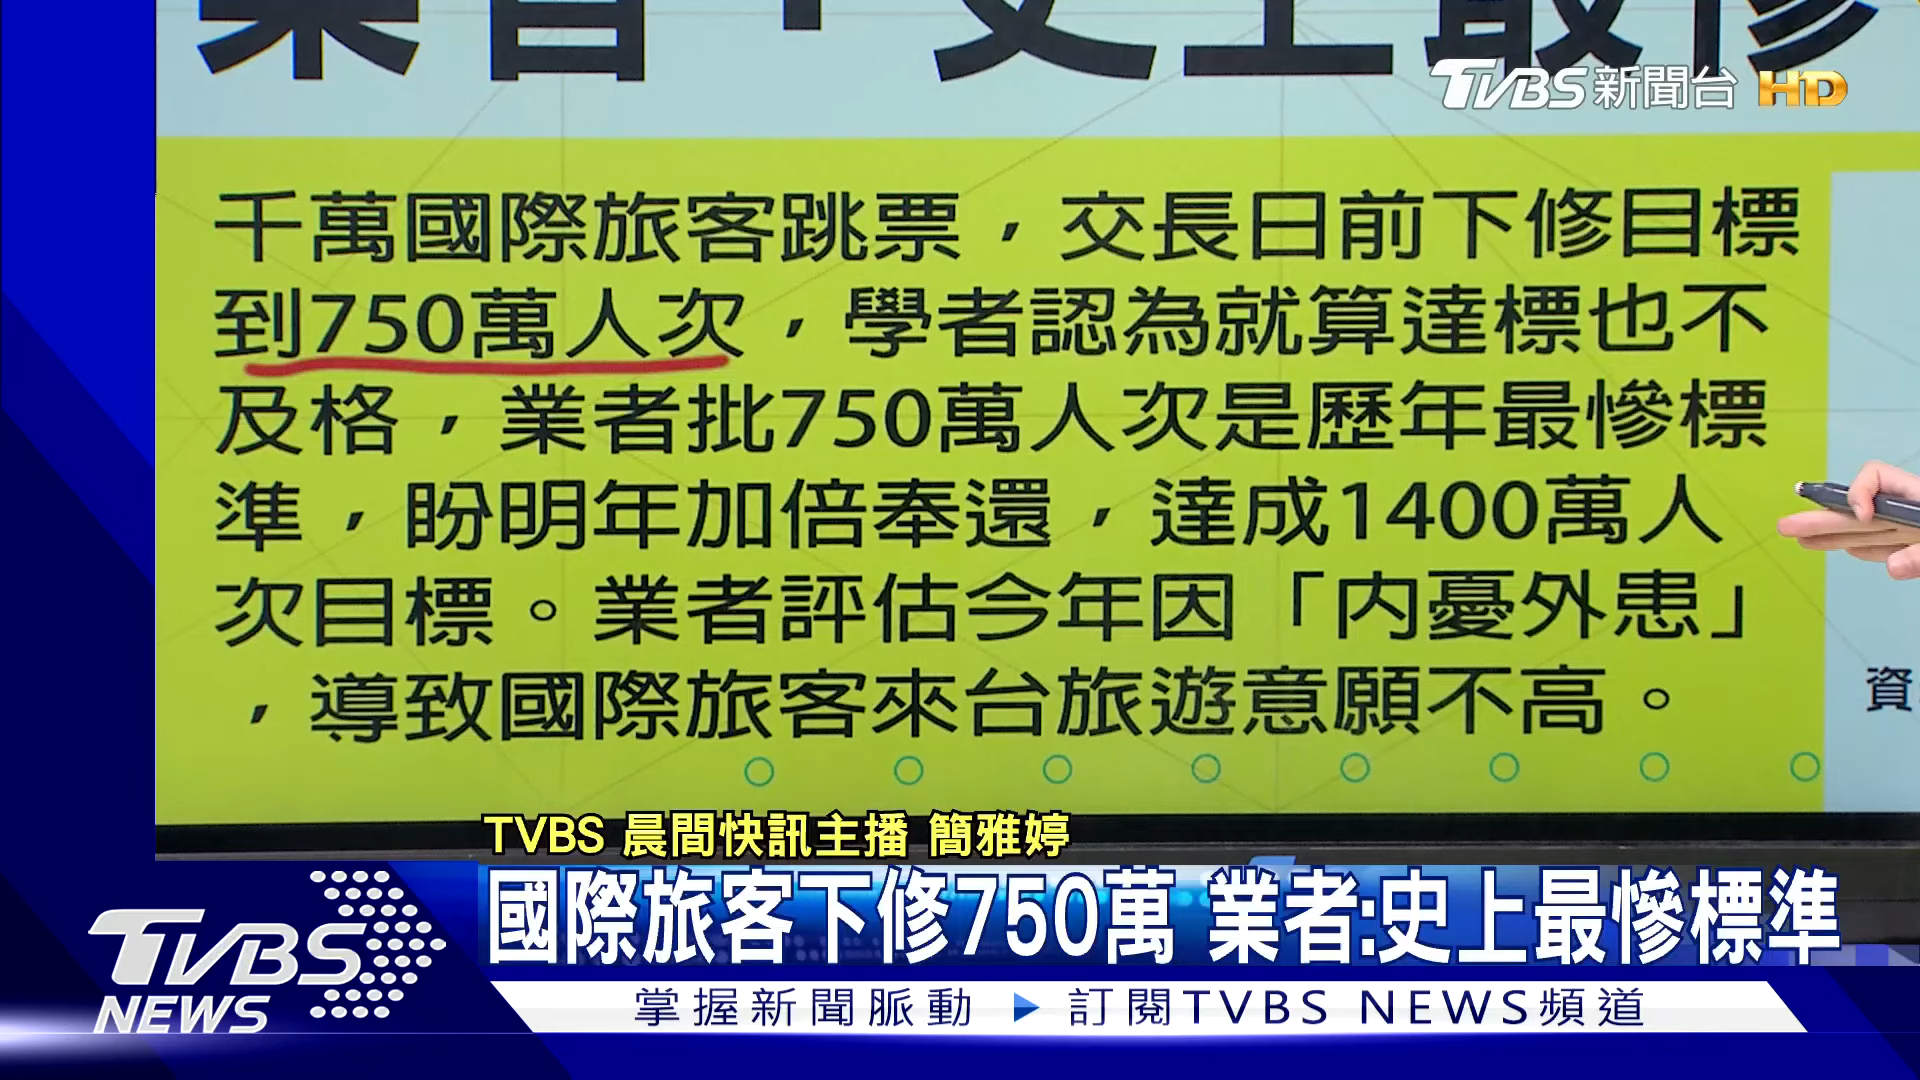 業者：史上最慘
TVBS新聞台 HD
千萬國際旅客跳票，交長日前下修目標
到750萬人次，學者認為就算達標也不
及格，業者批750萬人次是歷年最慘標
準，盼明年加倍奉還，達成1400萬人
次目標。業者評估今年因「內憂外患」
，導致國際旅客來台旅遊意願不高。
資
TVBS 晨間快訊主播 簡雅婷
國際旅客下修750萬 業者:史上最慘標準
TVBS
NEWS
掌握新聞脈動 ▶ 訂閱TVBS NEWS頻道